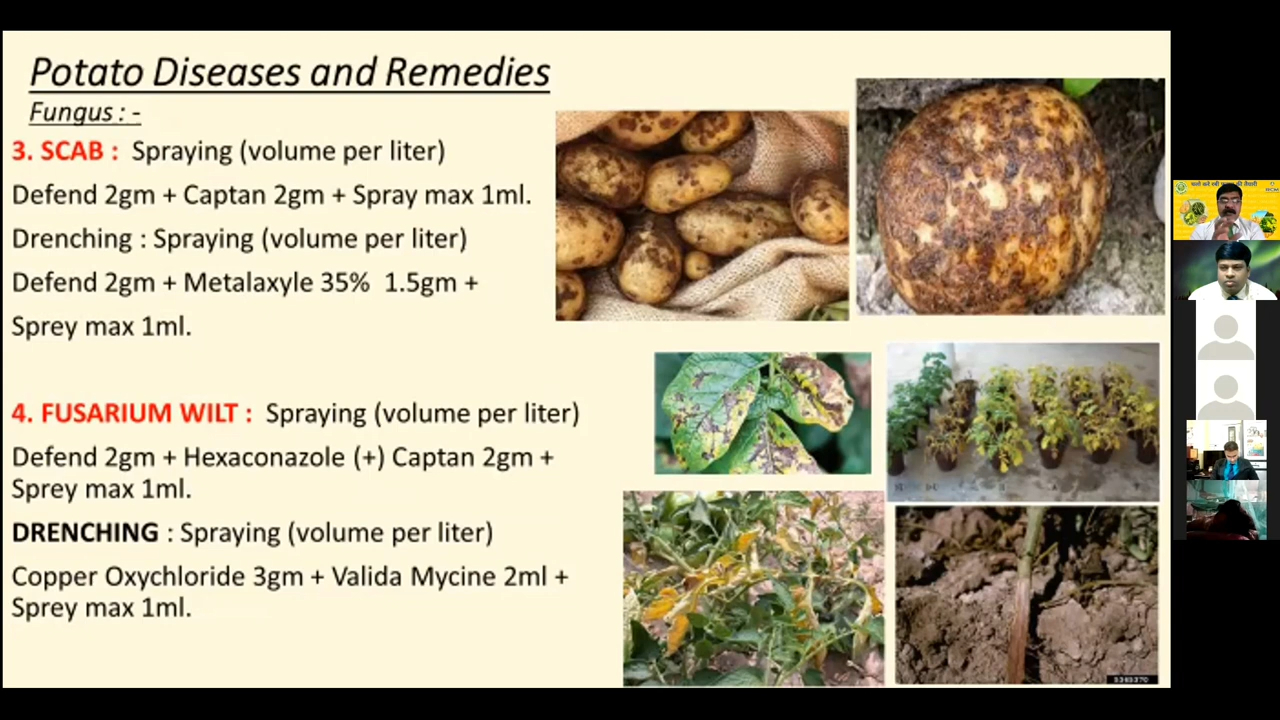 Potato Diseases and Remedies
Fungus : -
3. SCAB : Spraying (volume per liter)
Defend 2gm + Captan 2gm + Spray max 1ml.
Drenching : Spraying (volume per liter)
Defend 2gm + Metalaxyle 35% 1.5gm +
Sprey max 1ml.
4. FUSARIUM WILT : Spraying (volume per liter)
Defend 2gm + Hexaconazole (+) Captan 2gm +
Sprey max 1ml.
DRENCHING : Spraying (volume per liter)
Copper Oxychloride 3gm + Valida Mycine 2ml +
Sprey max 1ml.